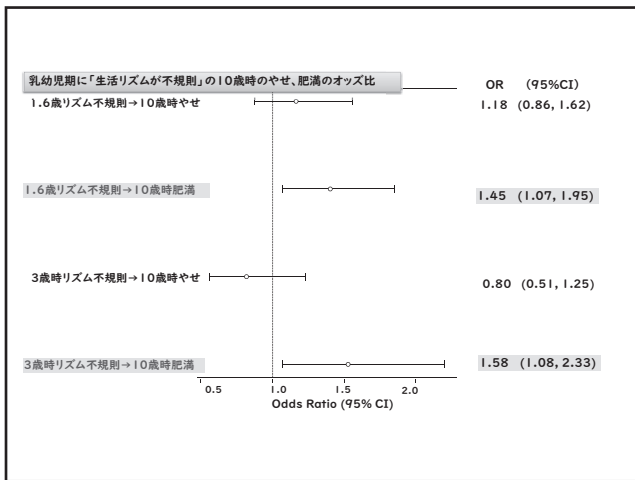 乳幼児期に「生活リズムが不規則」の10歳時のやせ、肥満のオッズ比
OR (95%CI)
1.6歳リズム不規則→10歳時やせ 1.18 (0.86, 1.62)
1.6歳リズム不規則→10歳時肥満 1.45 (1.07, 1.95)
3歳時リズム不規則→10歳時やせ 0.80 (0.51, 1.25)
3歳時リズム不規則→10歳時肥満 1.58 (1.08, 2.33)
0.5 1.0 1.5 2.0
Odds Ratio (95% CI)